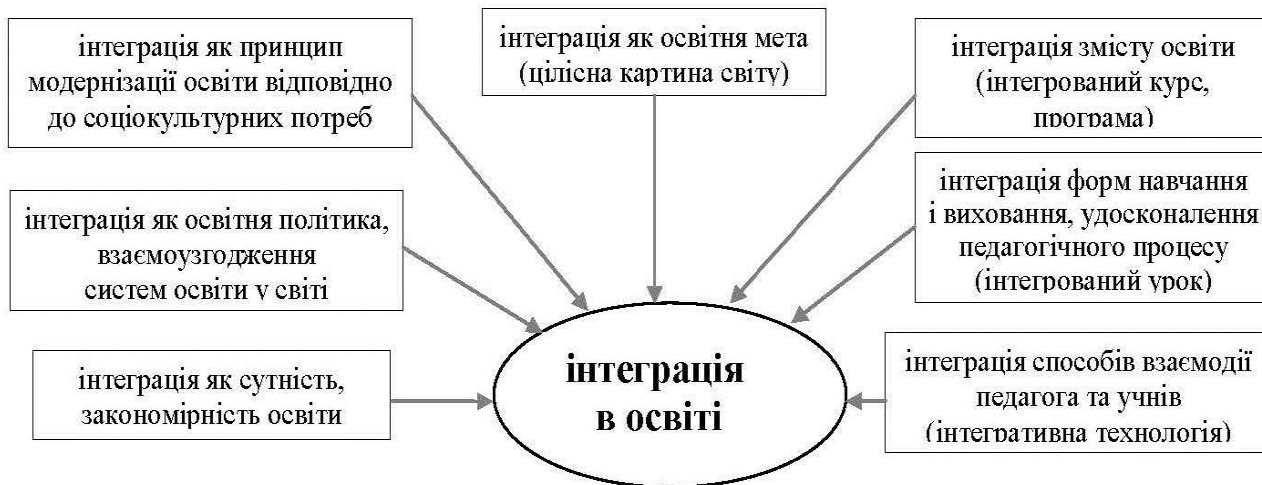 інтеграція як принцип
модернізації освіти відповідно
до соціокультурних потреб
інтеграція як освітня мета
(цілісна картина світу)
інтеграція змісту освіти
(інтегрований курс,
програма)
інтеграція як освітня політика,
взаємоузгодження
систем освіти у світі
інтеграція форм навчання
і виховання, удосконалення
педагогічного процесу
(інтегрований урок)
інтеграція як сутність,
закономірність освіти
інтеграція
в освіті
інтеграція способів взаємодії
педагога та учнів
(інтегративна технологія)